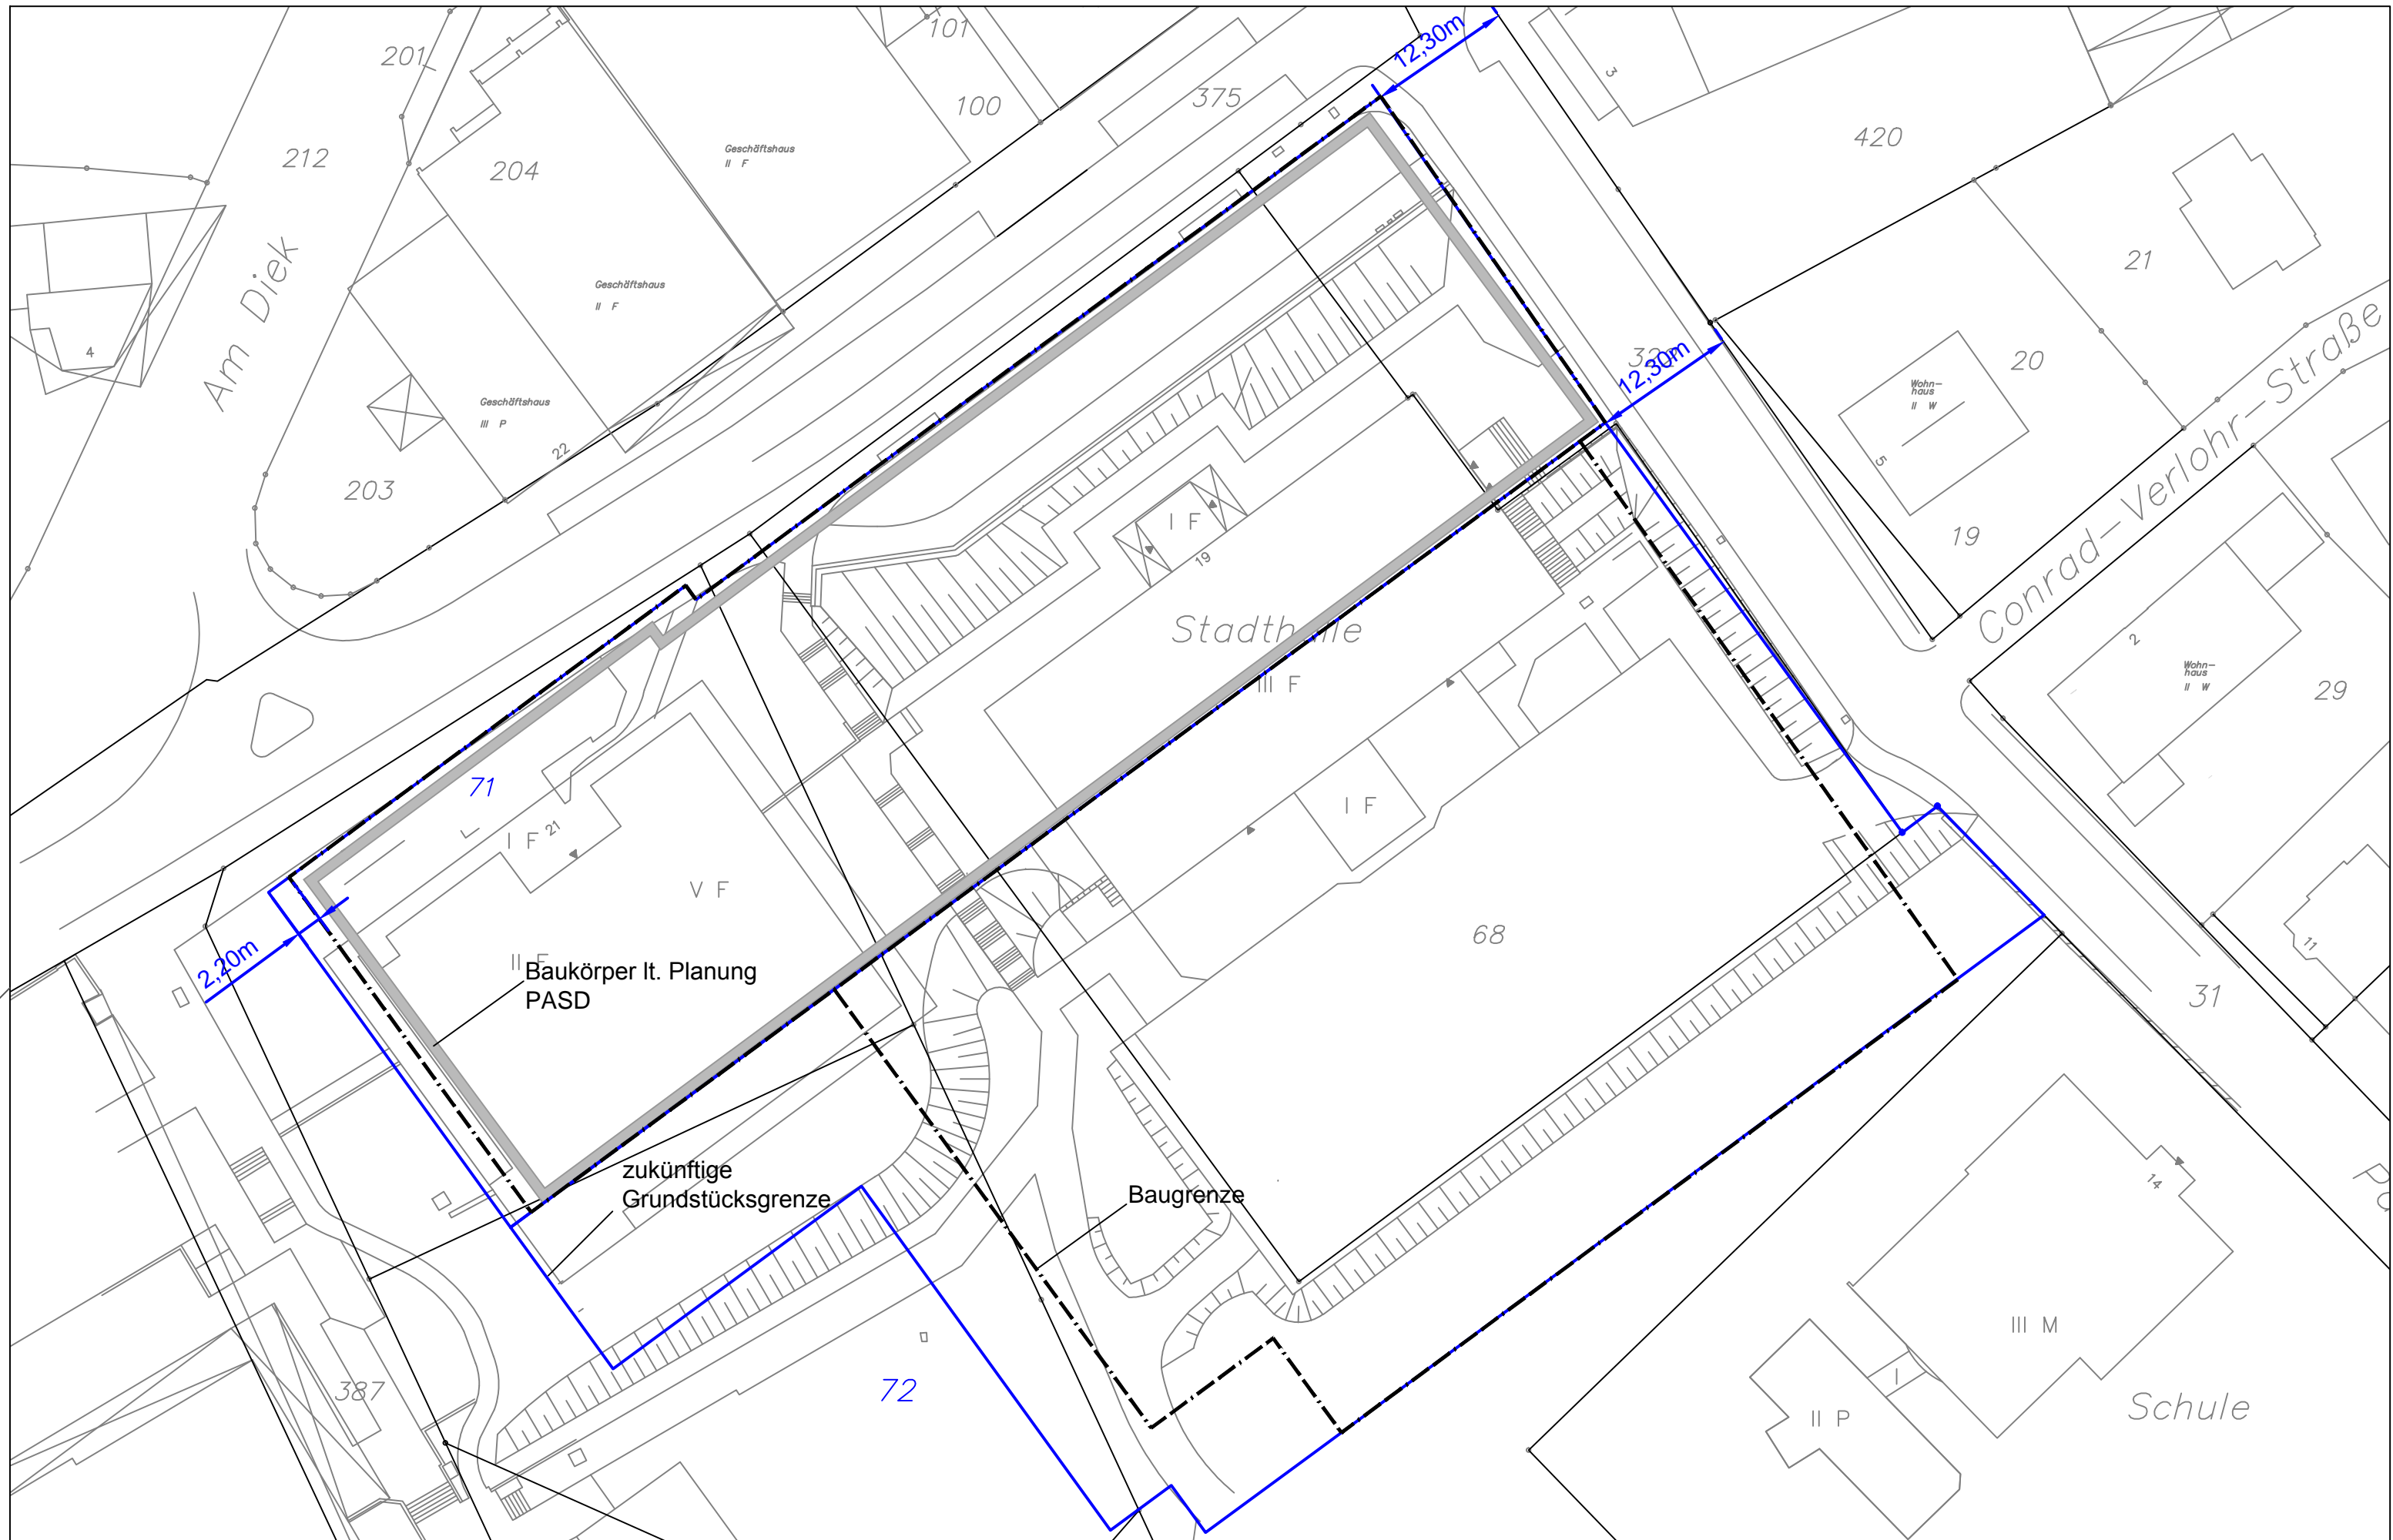 101
12,30m
201
375
100
3
212
204
Geschäftshaus
II F
420
21
Am Diek
Geschäftshaus
II F
4
12,30m
20
Wohn-
haus
II W
Geschäftshaus
III P
22
203
5
Conrad-Verlohr-Straße
19
I F
19
Stadthalle
III F
2
Wohn-
haus
II W
29
71
I F
21
I F
V F
68
11
II F
2,20m
Baukörper lt. Planung
PASD
31
zukünftige
Grundstücksgrenze
Baugrenze
14
III M
387
72
I
II P
Schule